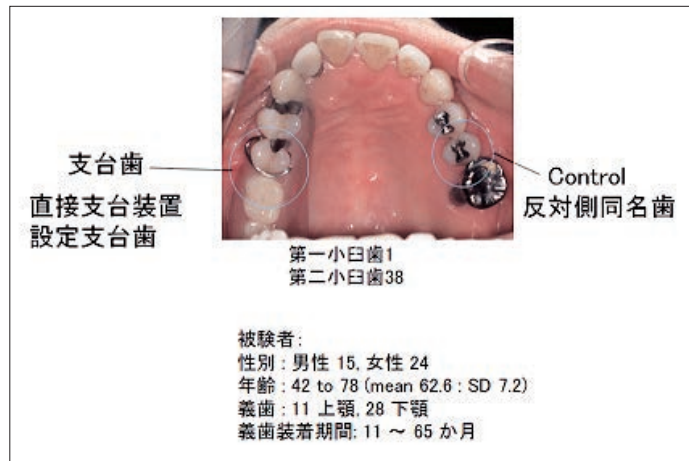 支台歯
直接支台装置
設定支台歯
Control
反対側同名歯
第一小臼歯1
第二小臼歯38
被験者:
性別 : 男性 15, 女性 24
年齢 : 42 to 78 (mean 62.6 : SD 7.2)
義歯 : 11 上顎, 28 下顎
義歯装着期間: 11 ～ 65 か月